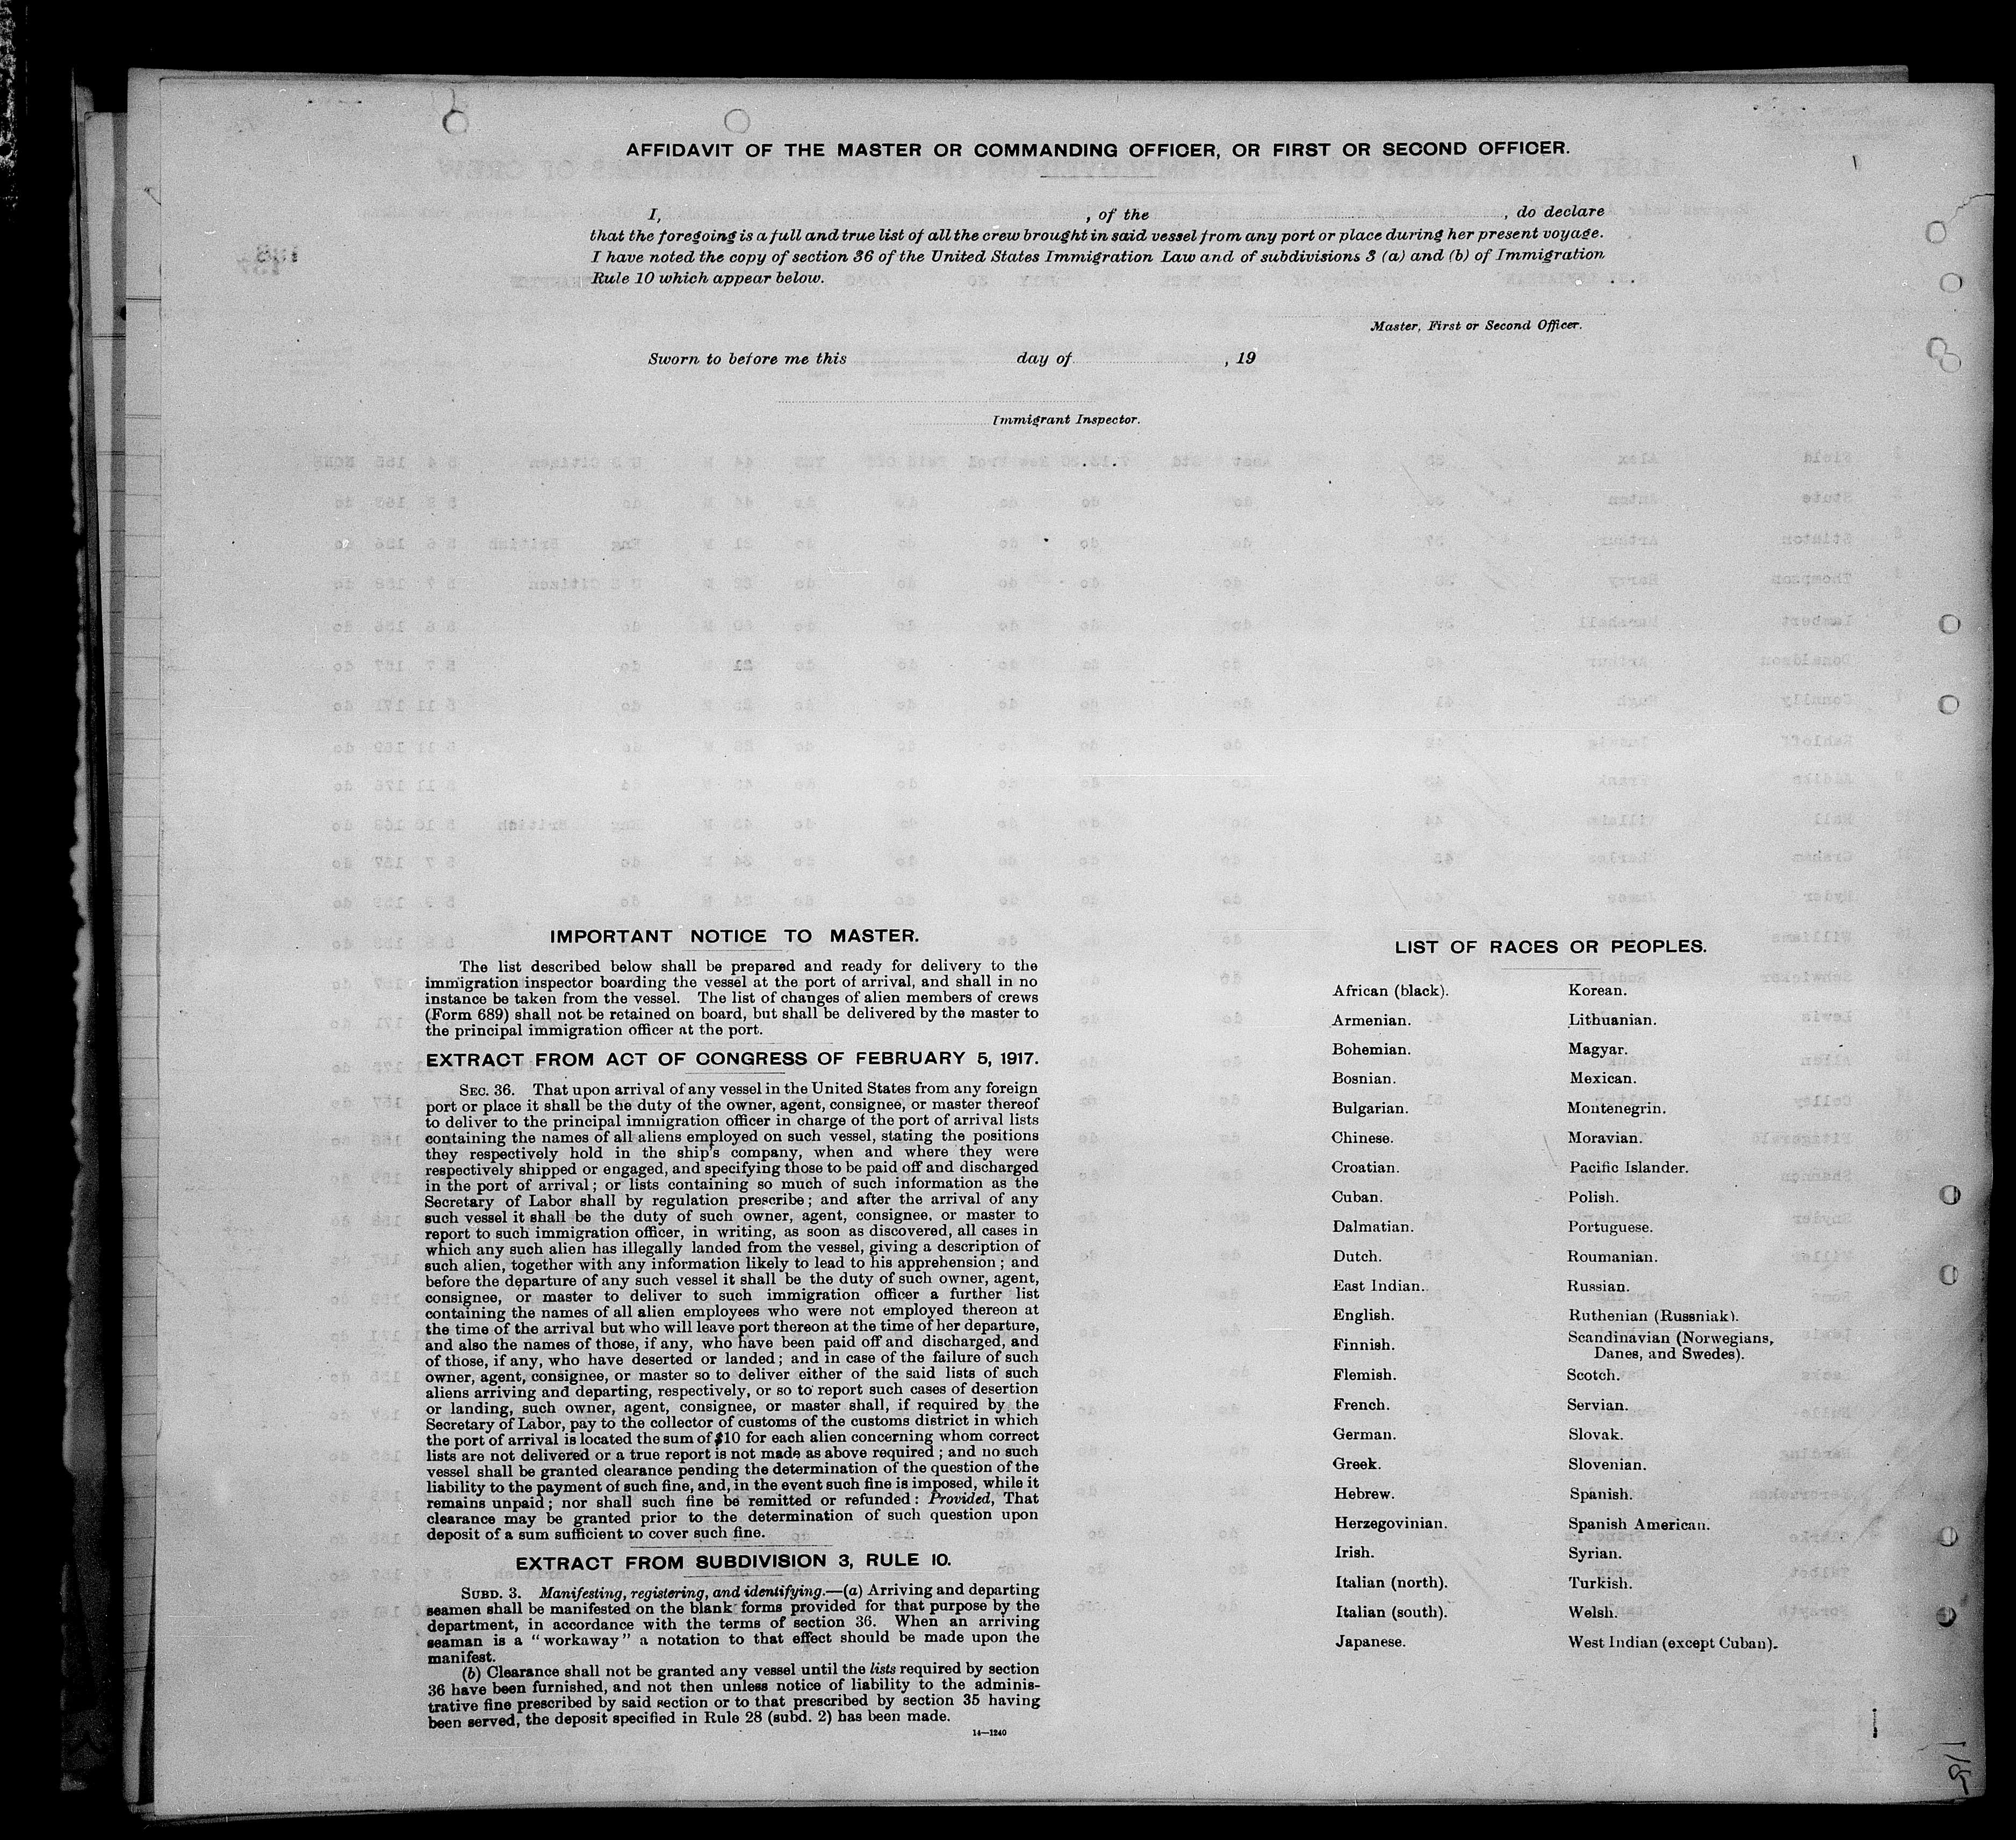 AFFIDAVIT OF THE MASTER OR COMMANDING OFFICER, OR FIRST OR SECOND OFFICER.
I, , of the , do declare
that the foregoing is a full and true list of all the crew brought in said vessel from any port or place during her present voyage.
I have noted the copy of section 36 of the United States Immigration Law and of subdivisions 3 (a) and (b) of Immigration
Rule 10 which appear below.
Master, First or Second Officer.
Sworn to before me this day of , 19
Immigrant Inspector.
IMPORTANT NOTICE TO MASTER.
The list described below shall be prepared and ready for delivery to the
immigration inspector boarding the vessel at the port of arrival, and shall in no
instance be taken from the vessel. The list of changes of alien members of crews
(Form 689) shall not be retained on board, but shall be delivered by the master to
the principal immigration officer at the port.
EXTRACT FROM ACT OF CONGRESS OF FEBRUARY 5, 1917.
SEC. 36. That upon arrival of any vessel in the United States from any foreign
port or place it shall be the duty of the owner, agent, consignee, or master thereof
to deliver to the principal immigration officer in charge of the port of arrival lists
containing the names of all aliens employed on such vessel, stating the positions
they respectively hold in the ship's company, when and where they were
respectively shipped or engaged, and specifying those to be paid off and discharged
in the port of arrival; or lists containing so much of such information as the
Secretary of Labor shall by regulation prescribe; and after the arrival of any
such vessel it shall be the duty of such owner, agent, consignee, or master to
report to such immigration officer, in writing, as soon as discovered, all cases in
which any such alien has illegally landed from the vessel, giving a description of
such alien, together with any information likely to lead to his apprehension; and
before the departure of any such vessel it shall be the duty of such owner, agent,
consignee, or master to deliver to such immigration officer a further list
containing the names of all alien employees who were not employed thereon at
the time of the arrival but who will leave port thereon at the time of her departure,
and also the names of those, if any, who have been paid off and discharged, and
of those, if any, who have deserted or landed; and in case of the failure of such
owner, agent, consignee, or master so to deliver either of the said lists of such
aliens arriving and departing, respectively, or so to report such cases of desertion
or landing, such owner, agent, consignee, or master shall, if required by the
Secretary of Labor, pay to the collector of customs of the customs district in which
the port of arrival is located the sum of $10 for each alien concerning whom correct
lists are not delivered or a true report is not made as above required; and no such
vessel shall be granted clearance pending the determination of the question of the
liability to the payment of such fine, and, in the event such fine is imposed, while it
remains unpaid; nor shall such fine be remitted or refunded: Provided, That
clearance may be granted prior to the determination of such question upon
deposit of a sum sufficient to cover such fine.
EXTRACT FROM SUBDIVISION 3, RULE 10.
SUBD. 3. Manifesting, registering, and identifying.—(a) Arriving and departing
seamen shall be manifested on the blank forms provided for that purpose by the
department, in accordance with the terms of section 36. When an arriving
seaman is a "workaway" a notation to that effect should be made upon the
manifest.
(b) Clearance shall not be granted any vessel until the lists required by section
36 have been furnished, and not then unless notice of liability to the adminis-
trative fine prescribed by said section or to that prescribed by section 35 having
been served, the deposit specified in Rule 28 (subd. 2) has been made.
14—1240
LIST OF RACES OR PEOPLES.
African (black).
Armenian.
Bohemian.
Bosnian.
Bulgarian.
Chinese.
Croatian.
Cuban.
Dalmatian.
Dutch.
East Indian.
English.
Finnish.
Flemish.
French.
German.
Greek.
Hebrew.
Herzegovinian.
Irish.
Italian (north).
Italian (south).
Japanese.
Korean.
Lithuanian.
Magyar.
Mexican.
Montenegrin.
Moravian.
Pacific Islander.
Polish.
Portuguese.
Roumanian.
Russian.
Ruthenian (Russniak).
Scandinavian (Norwegians,
Danes, and Swedes).
Scotch.
Servian.
Slovak.
Slovenian.
Spanish.
Spanish American.
Syrian.
Turkish.
Welsh.
West Indian (except Cuban).